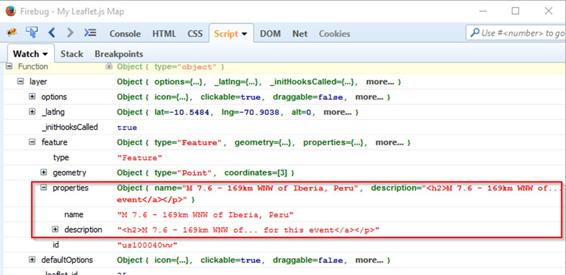 Firebug - My Leaflet.js Map
Console HTML CSS Script DOM Net Cookies
Use #<number> to go
Watch Stack Breakpoints
Function Object { type="object" }
layer Object { options={...}, _latlng={...}, _initHooksCalled={...}, more... }
options Object { icon={...}, clickable=true, draggable=false, more... }
_latlng Object { lat=-10.5484, lng=-70.9038, alt=0, more... }
_initHooksCalled true
feature Object { type="Feature", geometry={...}, properties={...}, more... }
type "Feature"
geometry Object { type="Point", coordinates=[3] }
properties Object { name="M 7.6 - 169km WNW of Iberia, Peru", description="<h2>M 7.6 - 169km WNW of...
event</a></p>" }
name "M 7.6 - 169km WNW of Iberia, Peru"
description "<h2>M 7.6 - 169km WNW of... for this event</a></p>"
id "us100040ww"
defaultOptions Object { icon={...}, clickable=true, draggable=false, more... }
_leaflet_id